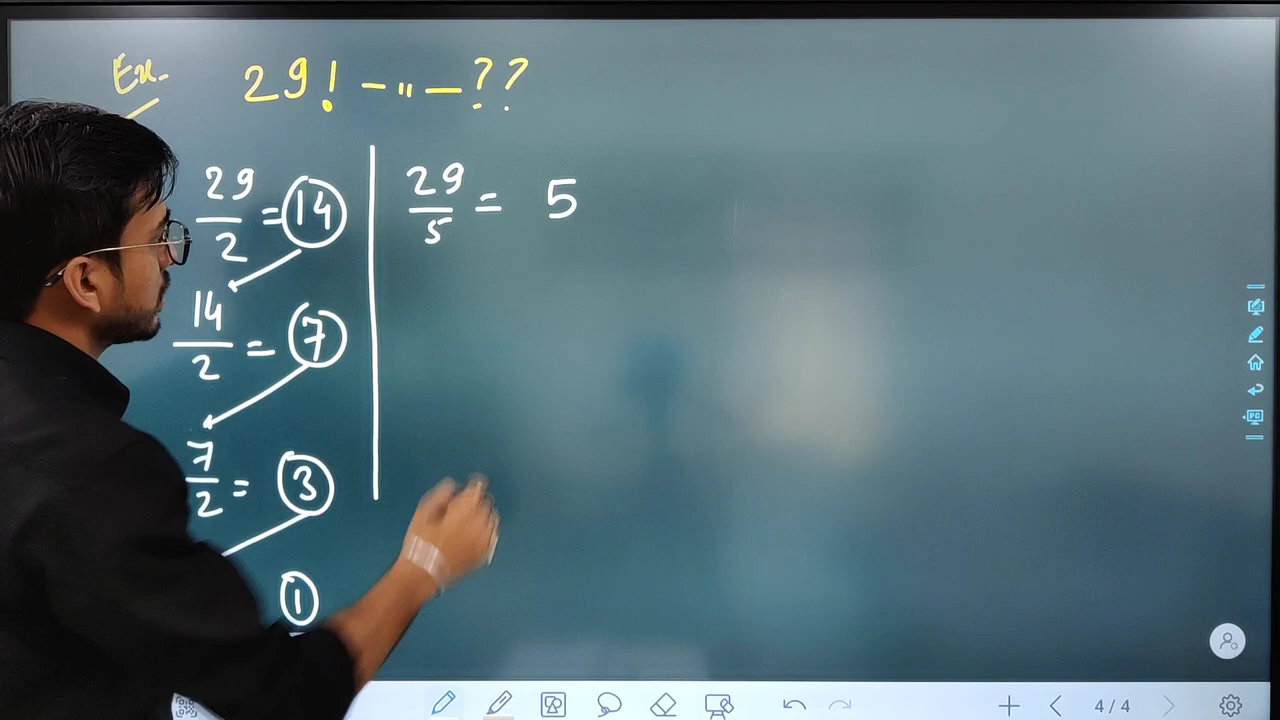 Ex. 29! - " - ??
29/2 = 14
14/2 = 7
7/2 = 3
1
29/5 = 5
4/4